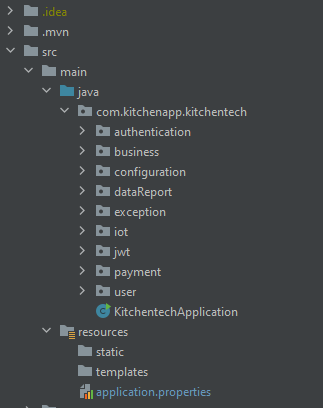 .idea
.mvn
src
main
java
com.kitchenapp.kitchentech
authentication
business
configuration
dataReport
exception
iot
jwt
payment
user
KitchentechApplication
resources
static
templates
application.properties